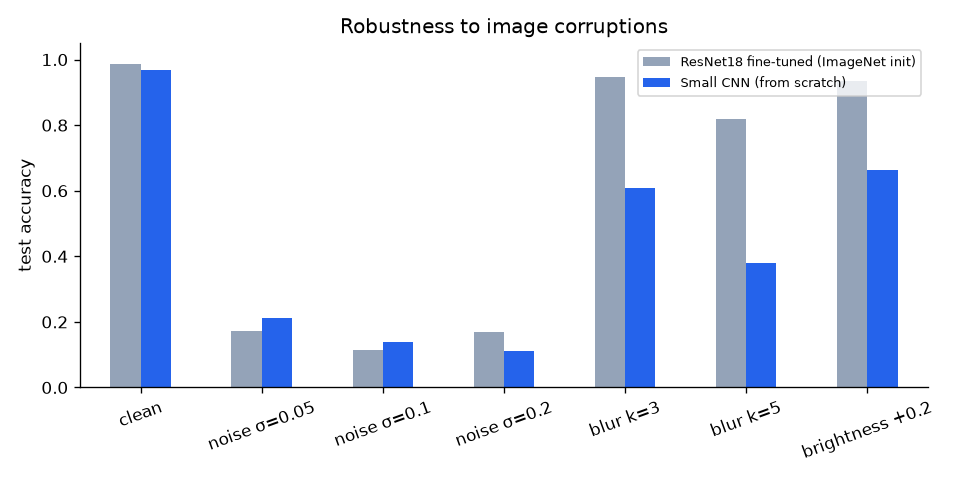 Robustness to image corruptions
ResNet18 fine-tuned (ImageNet init)
Small CNN (from scratch)
test accuracy
1.0
0.8
0.6
0.4
0.2
0.0
clean
noise σ=0.05
noise σ=0.1
noise σ=0.2
blur k=3
blur k=5
brightness +0.2